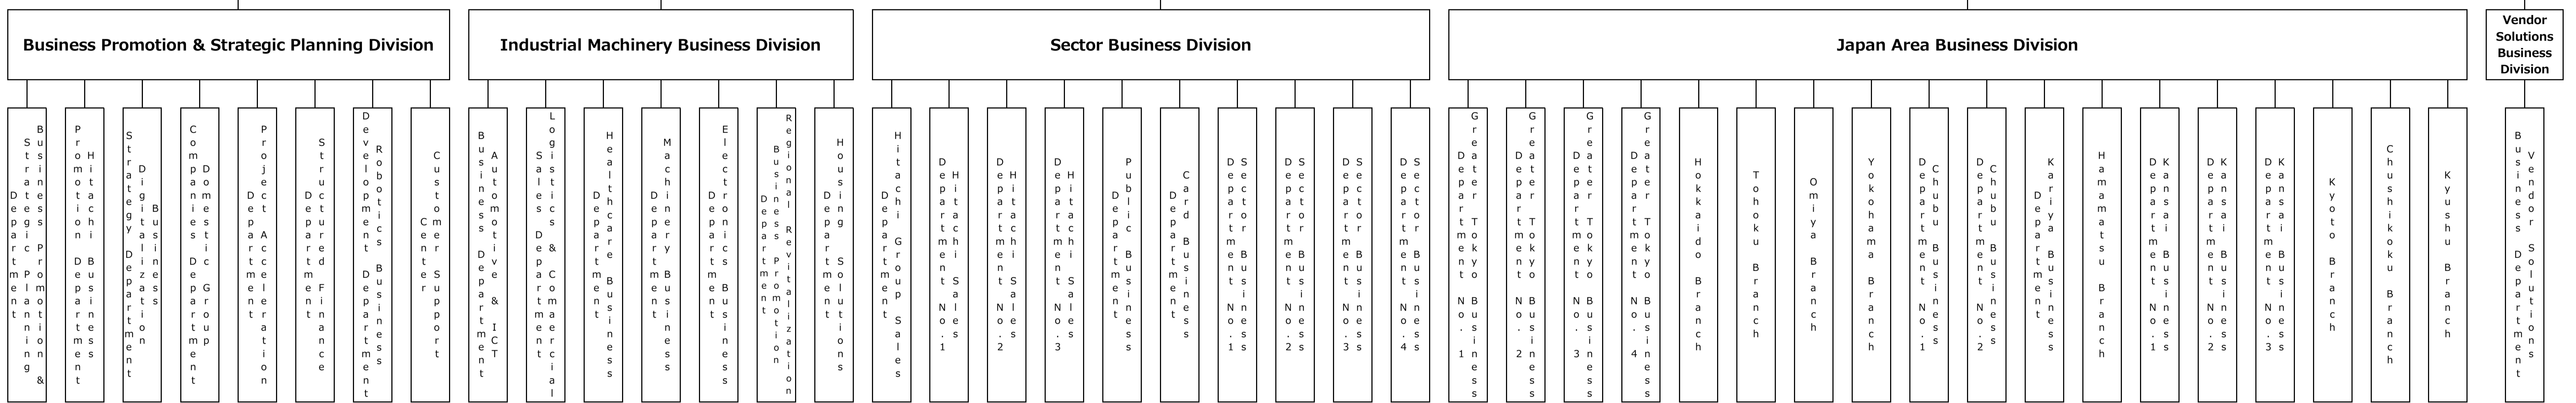 Business Promotion & Strategic Planning Division
Industrial Machinery Business Division
Sector Business Division
Japan Area Business Division
Vendor
Solutions
Business
Division
Business Promotion &
Strategic Planning
Department
Hitachi Business
Promotion Department
Business
Digitalization
Strategy Department
Domestic Group
Companies Department
Project Acceleration
Department
Structured Finance
Department
Robotics Business
Development Department
Customer Support
Center
Automotive & ICT
Business Department
Logistics & Comaercial
Sales Department
Healthcare Business
Department
Machinery Business
Department
Electronics Business
Department
Regional Revitalization
Business Promotion
Department
Housing Solutions
Department
Hitachi Group Sales
Department
Hitachi Sales
Department No.1
Hitachi Sales
Department No.2
Hitachi Sales
Department No.3
Public Business
Department
Card Business
Department
Sector Business
Department No.1
Sector Business
Department No.2
Sector Business
Department No.3
Sector Business
Department No.4
Greater Tokyo Business
Department No. 1
Greater Tokyo Business
Department No. 2
Greater Tokyo Business
Department No. 3
Greater Tokyo Business
Department No. 4
Hokkaido Branch
Tohoku Branch
Omiya Branch
Yokohama Branch
Chubu Business
Department No.1
Chubu Business
Department No.2
Kariya Business
Department
Hamamatsu Branch
Kansai Business
Department No.1
Kansai Business
Department No.2
Kansai Business
Department No.3
Kyoto Branch
Chushikoku Branch
Kyushu Branch
Vendor Solutions
Business Department